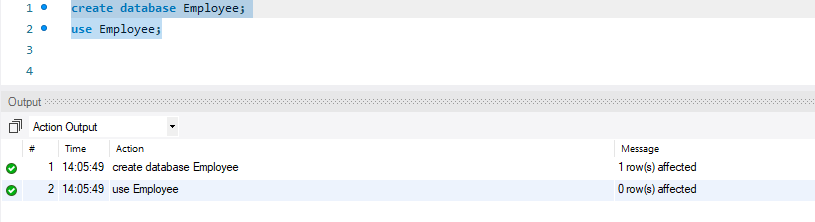 1 create database Employee;
2 use Employee;
3
4
Output
Action Output
# Time Action Message
1 14:05:49 create database Employee 1 row(s) affected
2 14:05:49 use Employee 0 row(s) affected